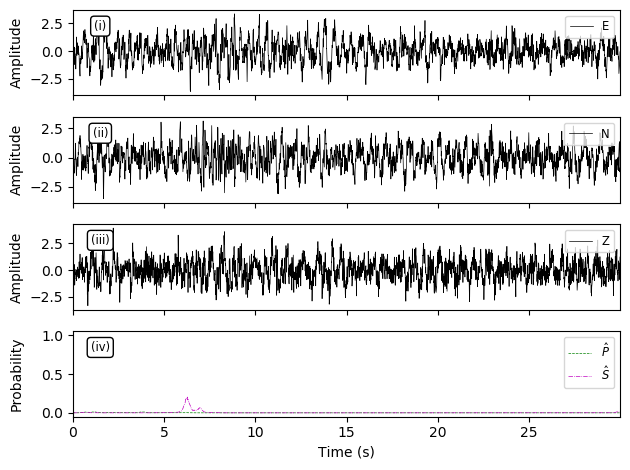 (i)
E
Amplitude
2.5
0.0
−2.5
(ii)
N
Amplitude
2.5
0.0
−2.5
(iii)
Z
Amplitude
2.5
0.0
−2.5
(iv)
P̂
Ŝ
Probability
1.0
0.5
0.0
0 5 10 15 20 25
Time (s)